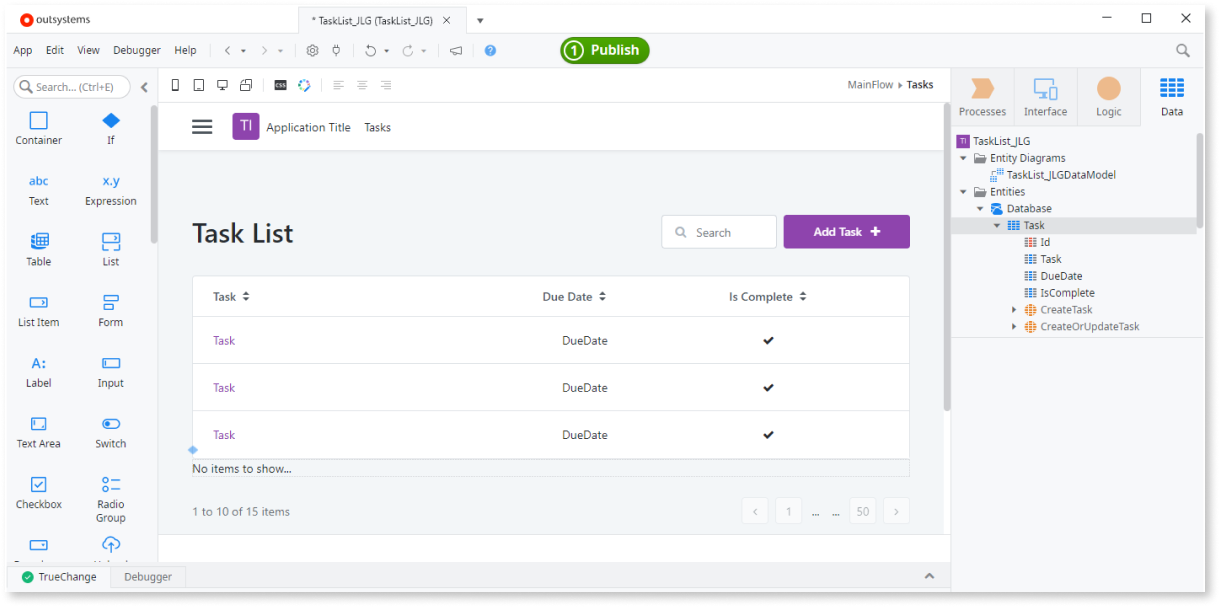 outsystems
* TaskList_JLG (TaskList_JLG)
App Edit View Debugger Help
1 Publish
Search... (Ctrl+E)
css
MainFlow Tasks
Processes Interface Logic Data
Container If
abc x.y
Text Expression
Table List
List Item Form
A:
Label Input
Text Area Switch
Checkbox Radio Group
TI Application Title Tasks
Task List
Search
Add Task +
Task Due Date Is Complete
Task DueDate
Task DueDate
Task DueDate
No items to show...
1 to 10 of 15 items
< 1 ... ... 50 >
TI TaskList_JLG
Entity Diagrams
TaskList_JLGDataModel
Entities
Database
Task
Id
Task
DueDate
IsComplete
CreateTask
CreateOrUpdateTask
TrueChange Debugger